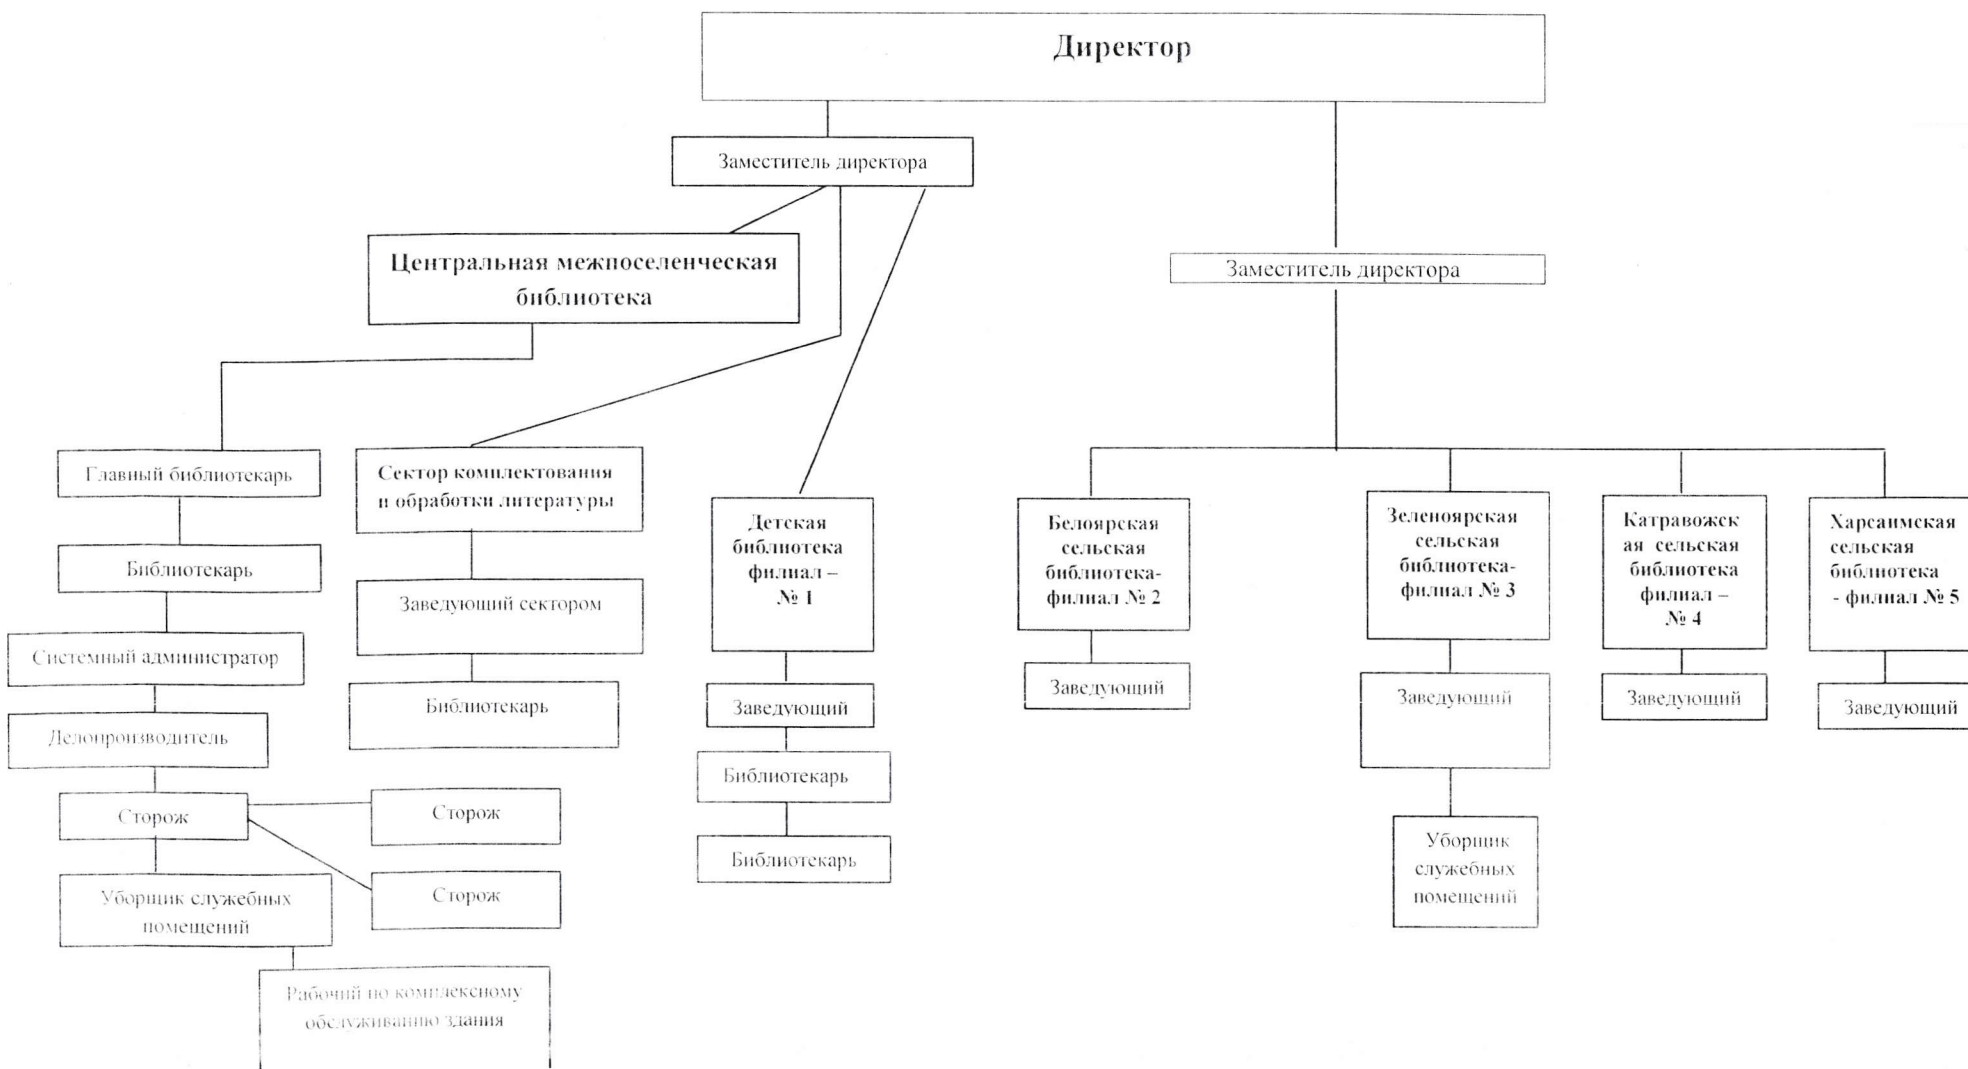 Директор
Заместитель директора
Центральная межпоселенческая
библиотека
Заместитель директора
Главный библиотекарь
Библиотекарь
Системный администратор
Делопроизводитель
Сторож
Сторож
Сторож
Уборщик служебных
помещений
Рабочий по комплексному
обслуживанию здания
Сектор комплектования
и обработки литературы
Заведующий сектором
Библиотекарь
Детская
библиотека
филиал –
№ 1
Заведующий
Библиотекарь
Библиотекарь
Белоярская
сельская
библиотека-
филиал № 2
Заведующий
Зеленоярская
сельская
библиотека-
филиал № 3
Заведующий
Уборщик
служебных
помещений
Катравожск
ая сельская
библиотека
филиал –
№ 4
Заведующий
Харсаимская
сельская
библиотека
- филиал № 5
Заведующий